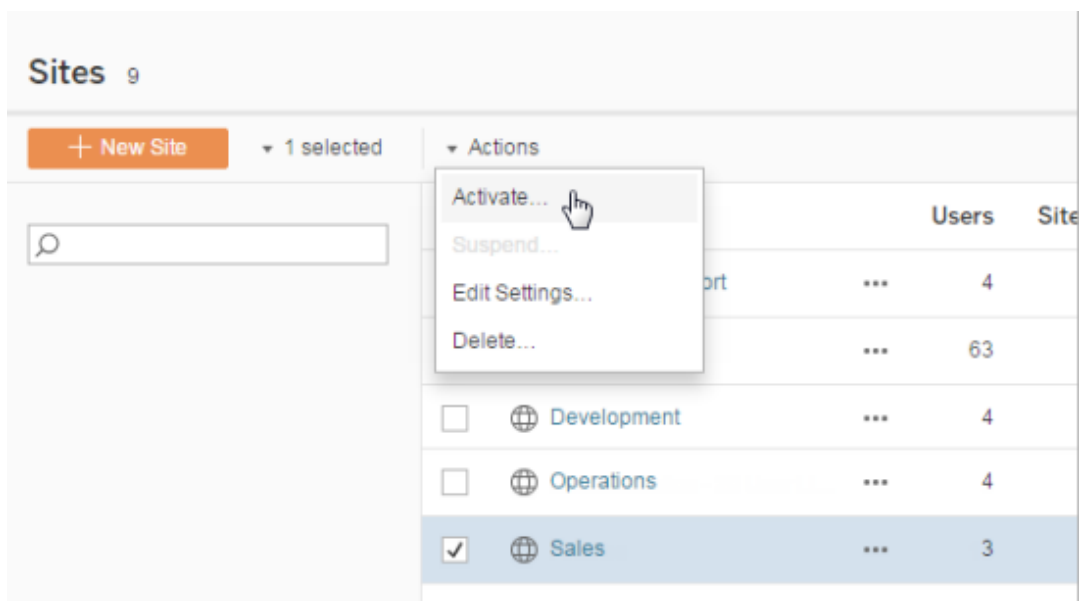 Sites 9
+ New Site 1 selected Actions
Activate...
Users Site
Suspend...
ort ... 4
Edit Settings...
Delete...
... 63
Development ... 4
Operations ... 4
Sales ... 3